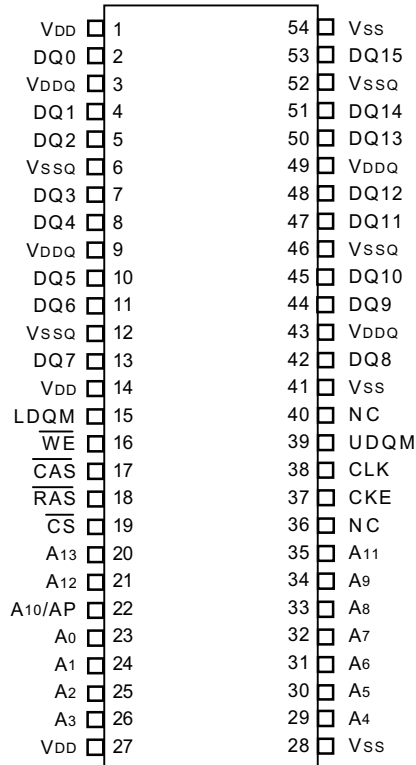 VDD 1 54 VSS
DQ0 2 53 DQ15
VDDQ 3 52 VSSQ
DQ1 4 51 DQ14
DQ2 5 50 DQ13
VSSQ 6 49 VDDQ
DQ3 7 48 DQ12
DQ4 8 47 DQ11
VDDQ 9 46 VSSQ
DQ5 10 45 DQ10
DQ6 11 44 DQ9
VSSQ 12 43 VDDQ
DQ7 13 42 DQ8
VDD 14 41 VSS
LDQM 15 40 NC
W̅E̅ 16 39 UDQM
C̅A̅S̅ 17 38 CLK
R̅A̅S̅ 18 37 CKE
C̅S̅ 19 36 NC
A13 20 35 A11
A12 21 34 A9
A10/AP 22 33 A8
A0 23 32 A7
A1 24 31 A6
A2 25 30 A5
A3 26 29 A4
VDD 27 28 VSS